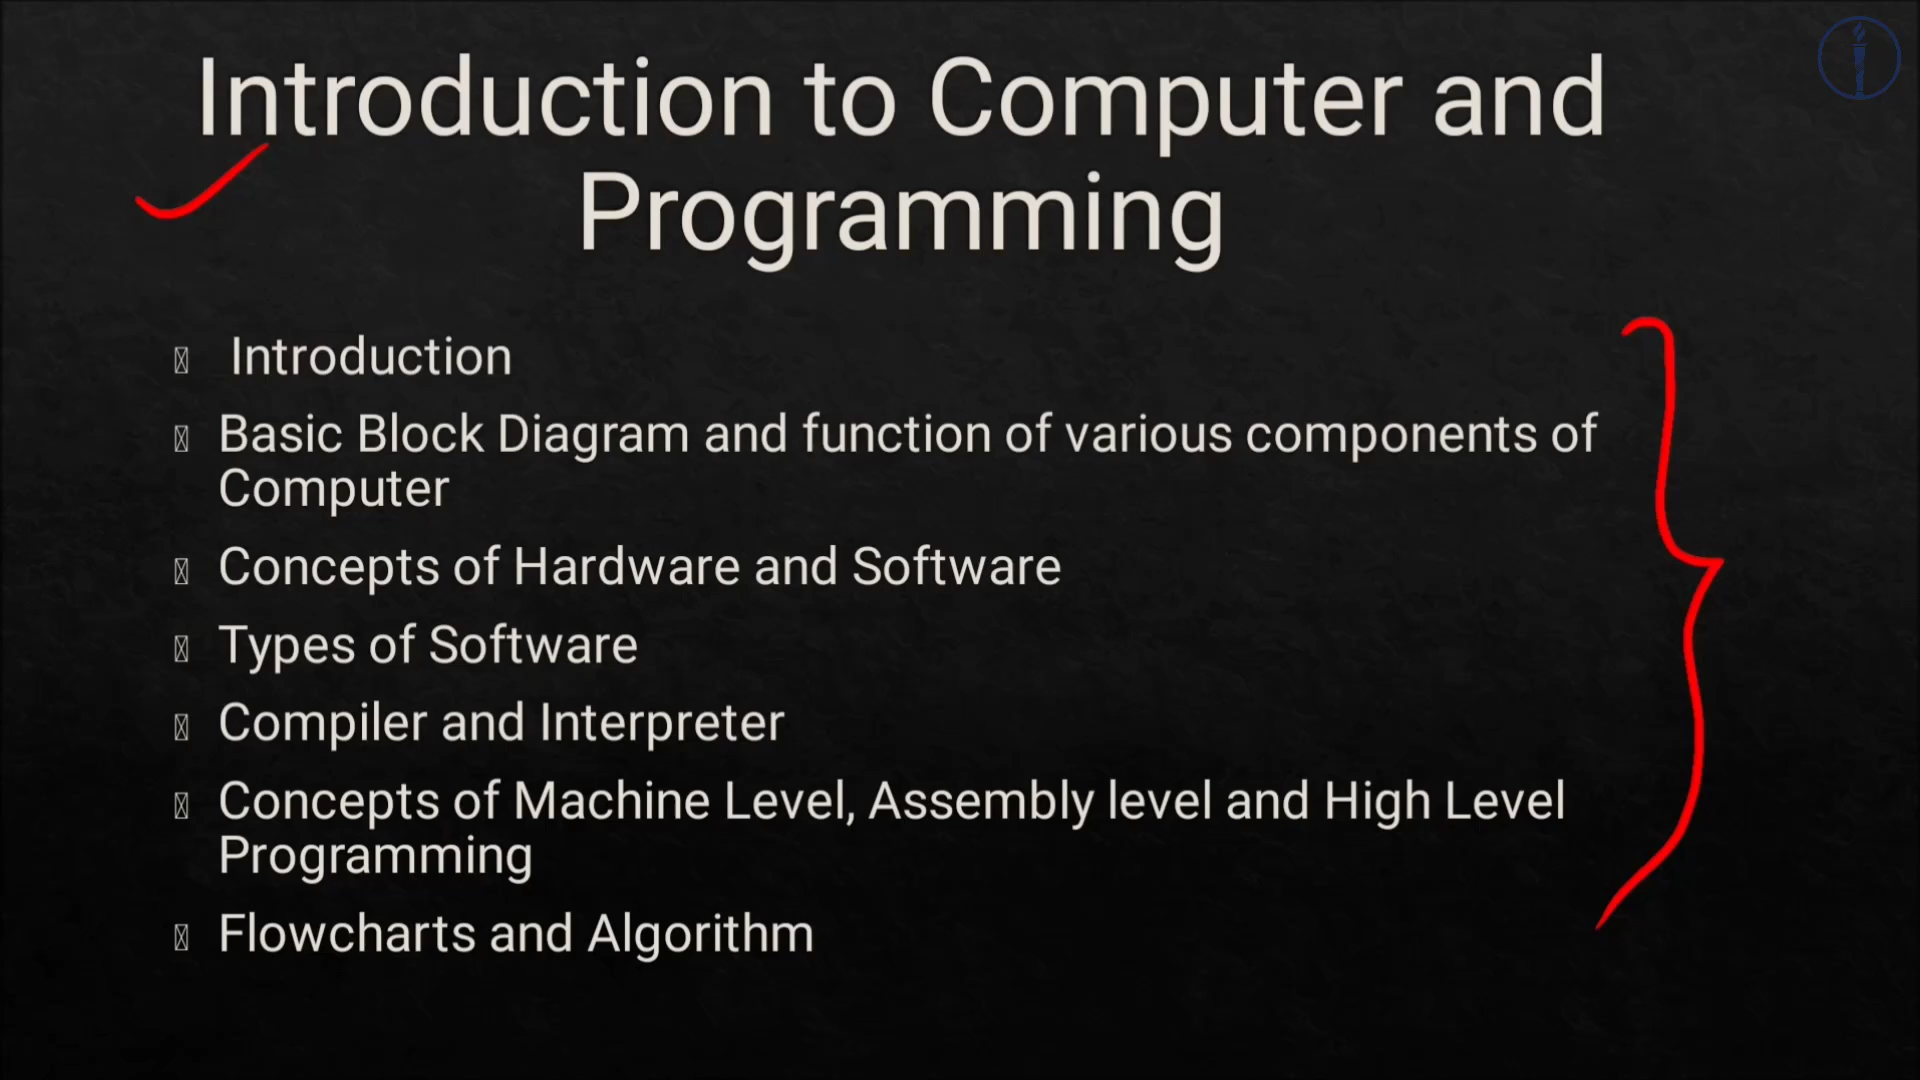 Introduction to Computer and
Programming
Introduction
Basic Block Diagram and function of various components of
Computer
Concepts of Hardware and Software
Types of Software
Compiler and Interpreter
Concepts of Machine Level, Assembly level and High Level
Programming
Flowcharts and Algorithm